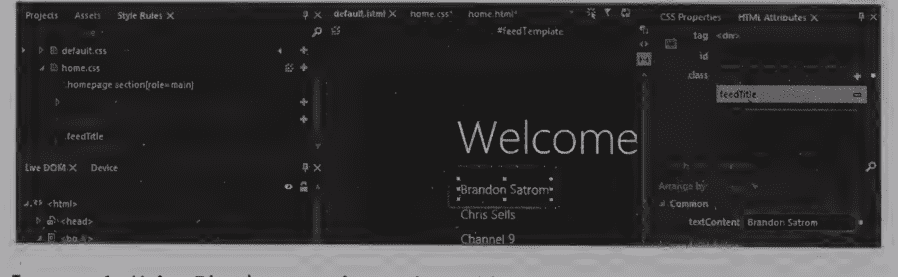 Projects Assets Style Rules X
default.css
home.css
.homepage section[role=main]
.feedTitle
Live DOM X Device
<html>
<head>
default.html X home.css* home.html*
#feedTemplate
Welcome
Brandon Satrom
Chris Sells
Channel 9
CSS Properties HTML Attributes X
tag <div>
id
class
feedTitle
Arrange by
Common
textContent Brandon Satrom